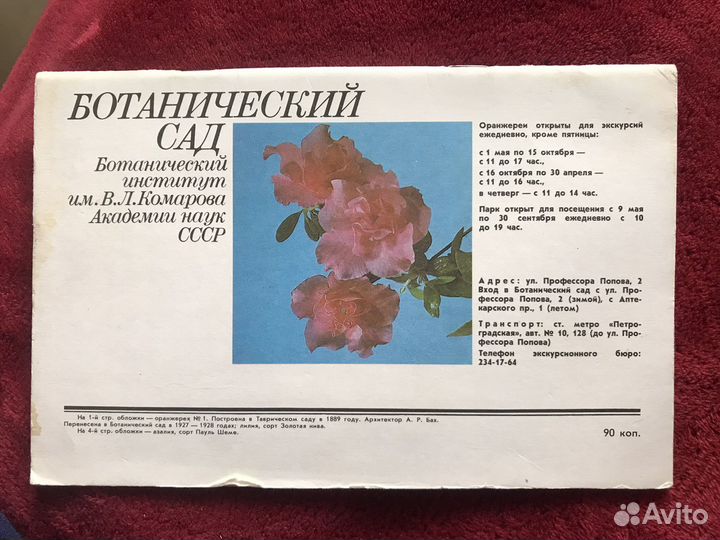 БОТАНИЧЕСКИЙ
САД
Ботанический
институт
им. В.Л.Комарова
Академии наук
СССР
Оранжереи открыты для экскурсий
ежедневно, кроме пятницы:
с 1 мая по 15 октября —
с 11 до 17 час.,
с 16 октября по 30 апреля —
с 11 до 16 час.,
в четверг — с 11 до 14 час.
Парк открыт для посещения с 9 мая
по 30 сентября ежедневно с 10
до 19 час.
Адрес: ул. Профессора Попова, 2
Вход в Ботанический сад с ул. Про-
фессора Попова, 2 (зимой), с Апте-
карского пр., 1 (летом)
Транспорт: ст. метро «Петро-
градская», авт. № 10, 128 (до ул. Про-
фессора Попова)
Телефон экскурсионного бюро:
234-17-64
На 1-й стр. обложки — оранжерея № 1. Построена в Таврическом саду в 1889 году. Архитектор А. Р. Бах.
Перенесена в Ботанический сад в 1927 — 1928 годах; лилия, сорт Золотая нива.
На 4-й стр. обложки — азалия, сорт Пауль Шеме.
90 коп.
Avito